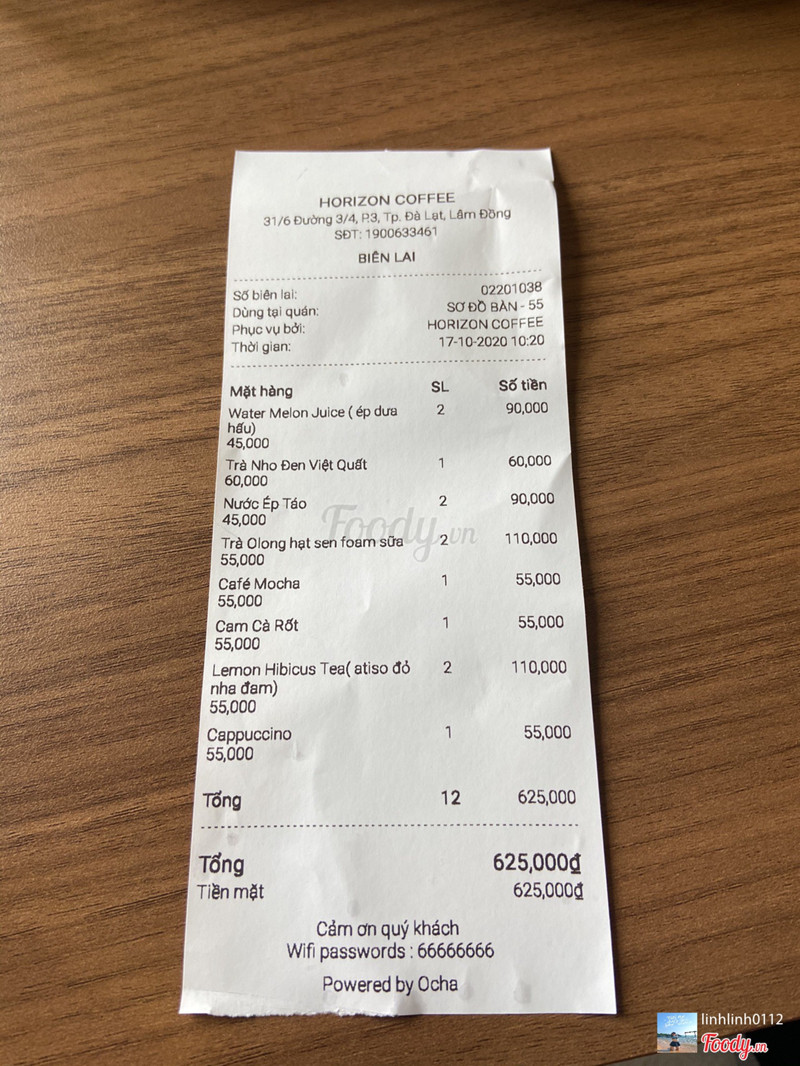 HORIZON COFFEE
31/6 Đường 3/4, P.3, Tp. Đà Lạt, Lâm Đồng
SĐT: 1900633461
BIÊN LAI
Số biên lai: 02201038
Dùng tại quán: SƠ ĐỒ BÀN - 55
Phục vụ bởi: HORIZON COFFEE
Thời gian: 17-10-2020 10:20
Mặt hàng SL Số tiền
Water Melon Juice ( ép dưa 2 90,000
hấu)
45,000
Trà Nho Đen Việt Quất 1 60,000
60,000
Nước Ép Táo 2 90,000
45,000
Trà Olong hạt sen foam sữa 2 110,000
55,000
Café Mocha 1 55,000
55,000
Cam Cà Rốt 1 55,000
55,000
Lemon Hibicus Tea( atiso đỏ 2 110,000
nha đam)
55,000
Cappuccino 1 55,000
55,000
Tổng 12 625,000
Tổng 625,000₫
Tiền mặt 625,000₫
Cảm ơn quý khách
Wifi passwords : 66666666
Powered by Ocha
Foody.vn
linhlinh0112
Foody.vn